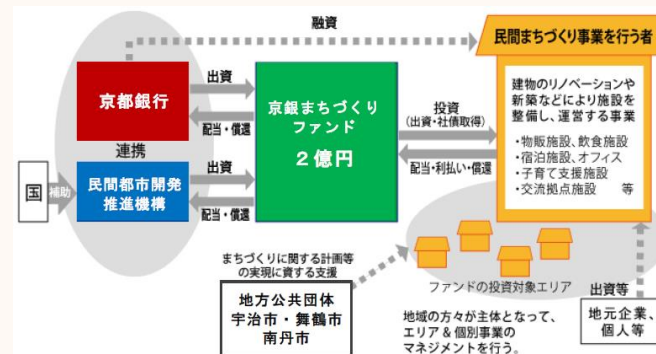 融資
民間まちづくり事業を行う者
京都銀行
出資
配当・償還
連携
国
補助
民間都市開発
推進機構
出資
配当・償還
京銀まちづくり
ファンド
２億円
投資
(出資・社債取得)
配当・利払い・償還
建物のリノベーションや
新築などにより施設を
整備し、運営する事業
・物販施設、飲食施設
・宿泊施設、オフィス
・子育て支援施設
・交流拠点施設　等
まちづくりに関する計画等
の実現に資する支援
地方公共団体
宇治市・舞鶴市
南丹市
ファンドの投資対象エリア
地域の方々が主体となって、
エリア＆個別事業の
マネジメントを行う。
出資等
地元企業、
個人等